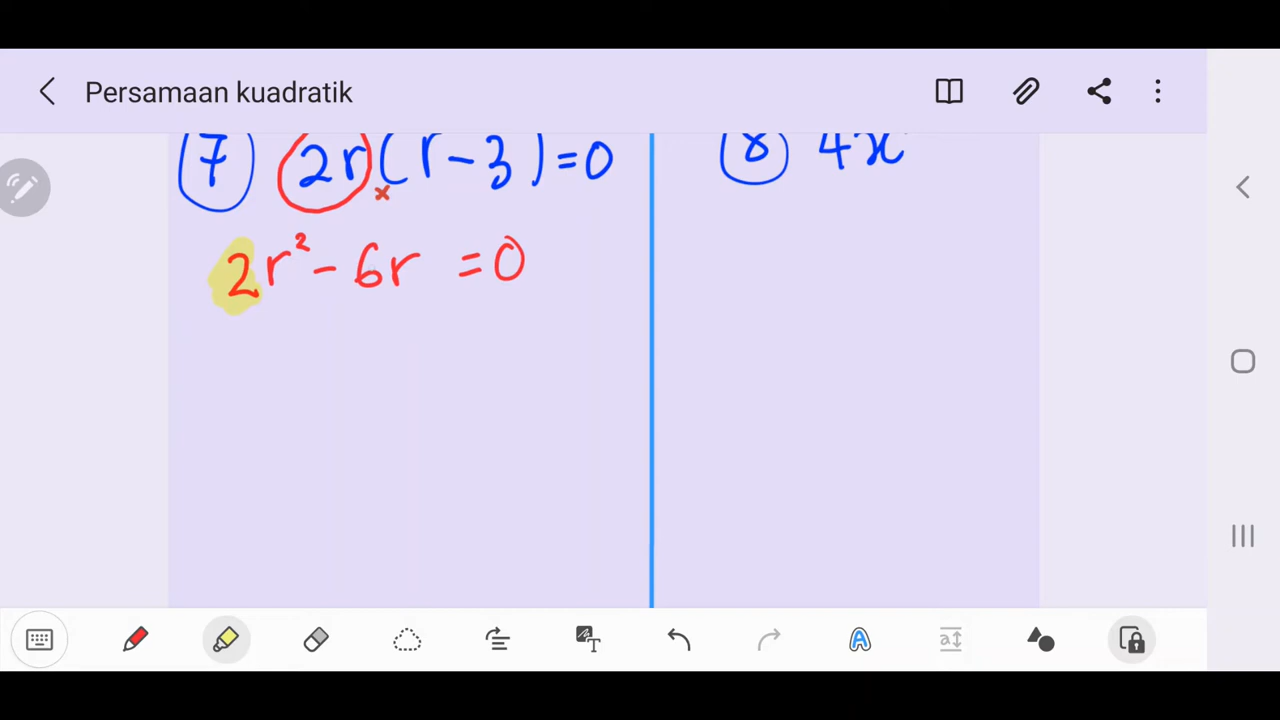 Persamaan kuadratik
7 2r(r-3)=0
x
2r²-6r =0
8 4x
A
T
a